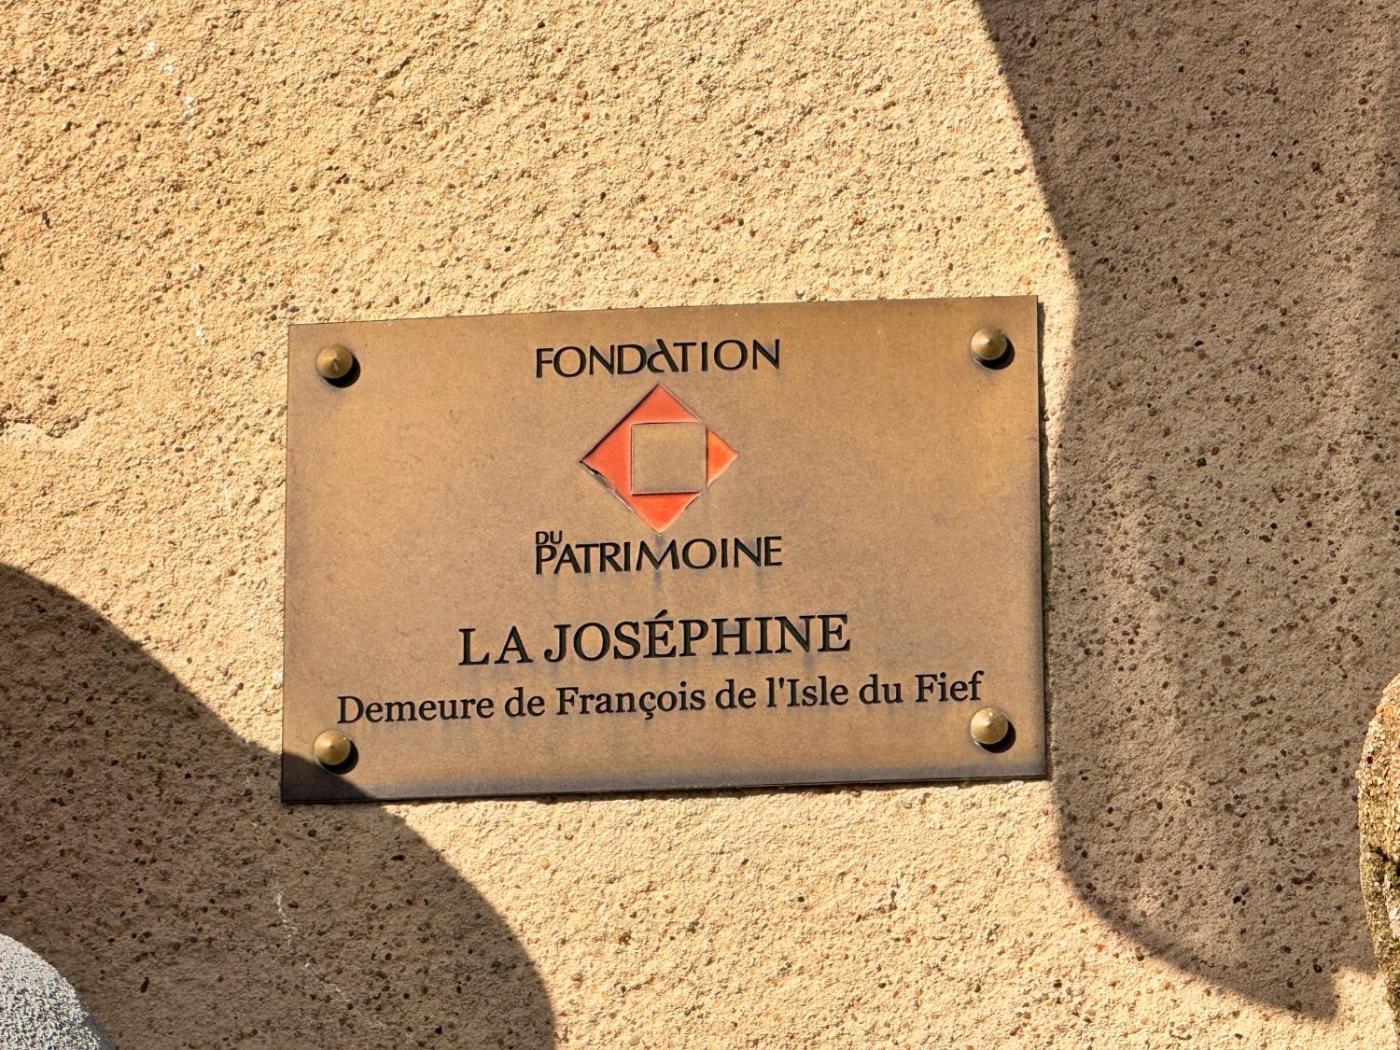 FONDATION
DU
PATRIMOINE
LA JOSÉPHINE
Demeure de François de l'Isle du Fief